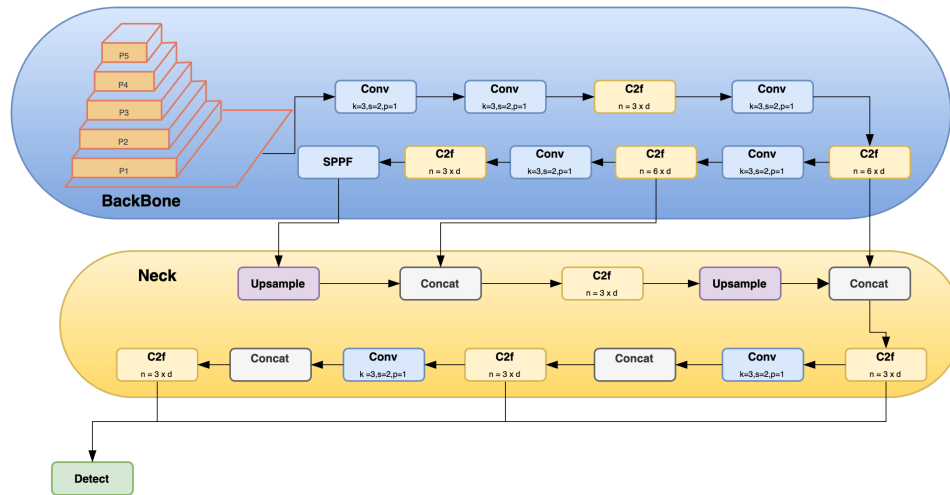 P5
P4
P3
P2
P1
BackBone
Conv
k=3,s=2,p=1
Conv
k=3,s=2,p=1
C2f
n = 3 x d
Conv
k=3,s=2,p=1
SPPF
C2f
n = 3 x d
Conv
k=3,s=2,p=1
C2f
n = 6 x d
Conv
k=3,s=2,p=1
C2f
n = 6 x d
Neck
Upsample
Concat
C2f
n = 3 x d
Upsample
Concat
C2f
n = 3 x d
Concat
Conv
k =3,s=2,p=1
C2f
n = 3 x d
Concat
Conv
k=3,s=2,p=1
C2f
n = 3 x d
Detect